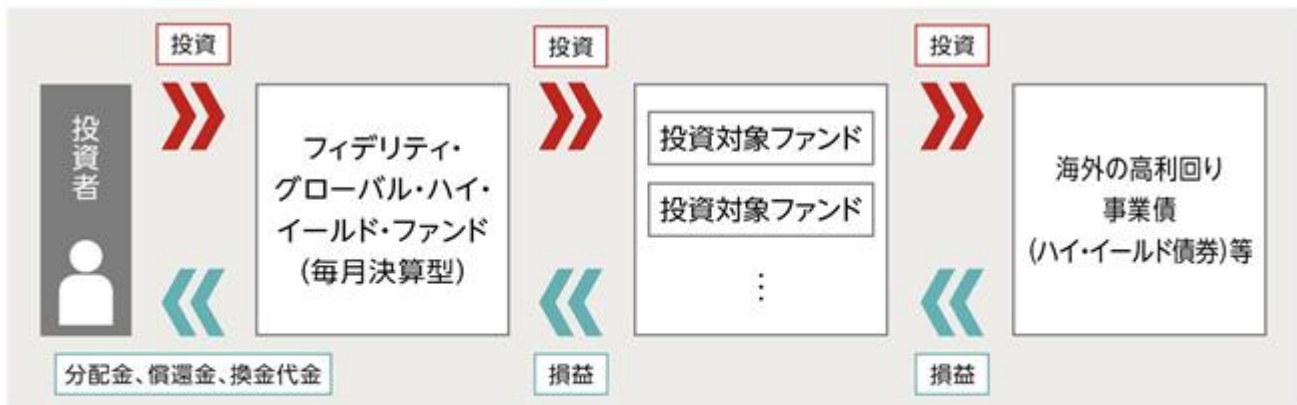 投資
投資
投資
投資者
フィデリティ・
グローバル・ハイ・
イールド・ファンド
(毎月決算型)
投資対象ファンド
投資対象ファンド
⋮
海外の高利回り
事業債
(ハイ・イールド債券)等
分配金、償還金、換金代金
損益
損益